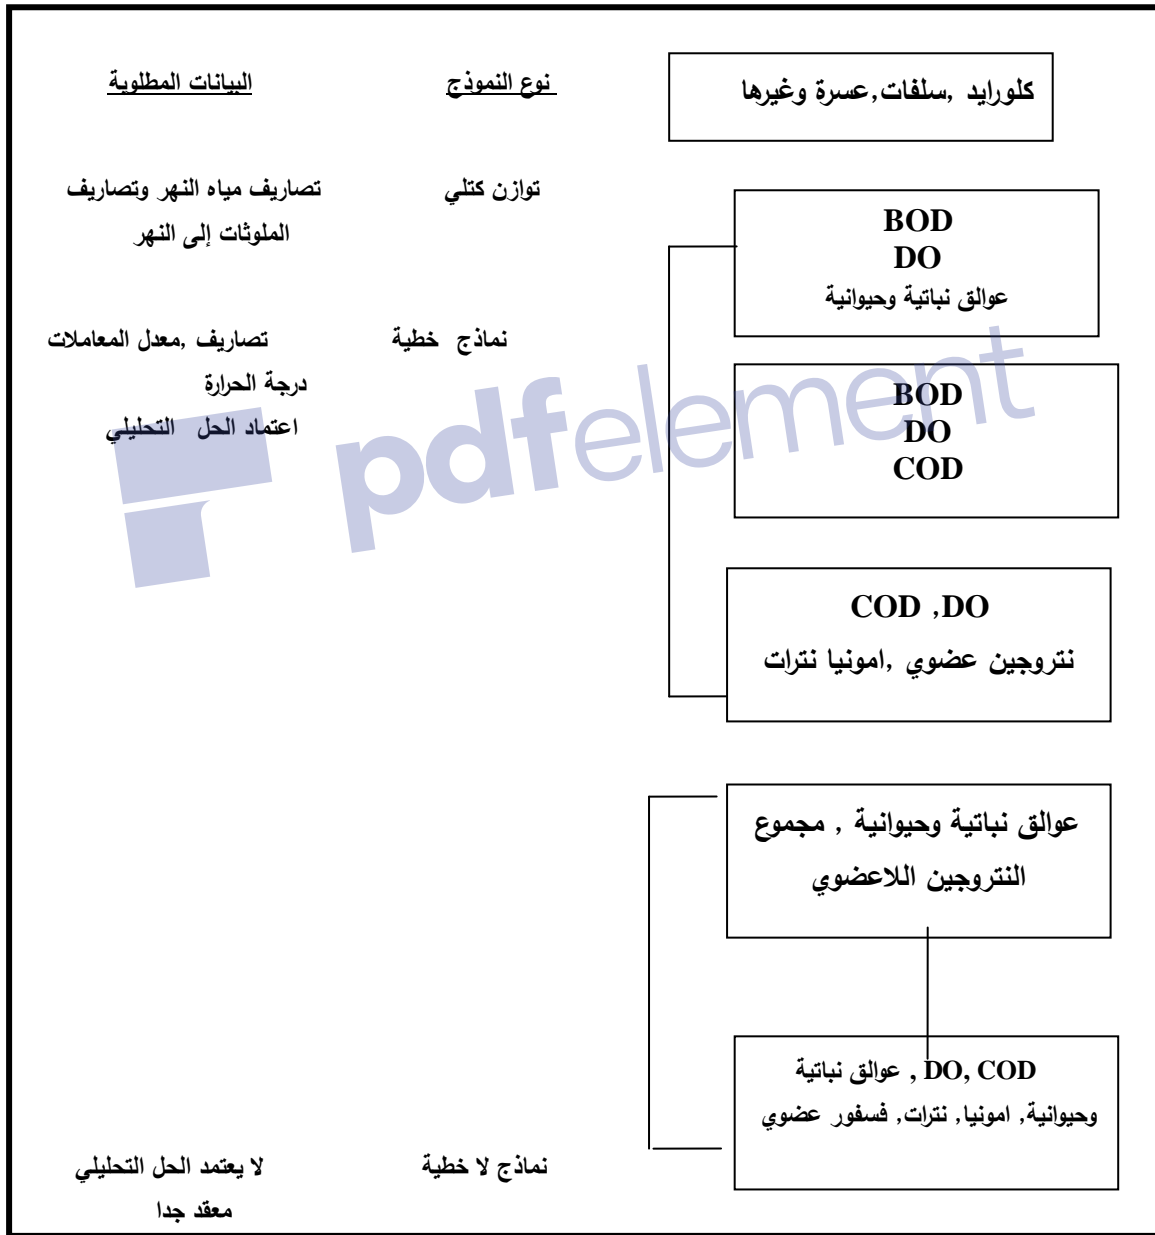 كلورايد ,سلفات,عسرة وغيرها
نوع النموذج
البيانات المطلوبة
توازن كتلي
تصاريف مياه النهر وتصاريف
الملوثات إلى النهر
BOD
DO
عوالق نباتية وحيوانية
نماذج خطية
تصاريف ,معدل المعاملات
درجة الحرارة
اعتماد الحل التحليلي
BOD
DO
COD
pdfelement
COD ,DO
نتروجين عضوي ,امونيا نترات
عوالق نباتية وحيوانية , مجموع
النتروجين اللاعضوي
DO, COD , عوالق نباتية
وحيوانية, امونيا, نترات, فسفور عضوي
نماذج لا خطية
لا يعتمد الحل التحليلي
معقد جدا